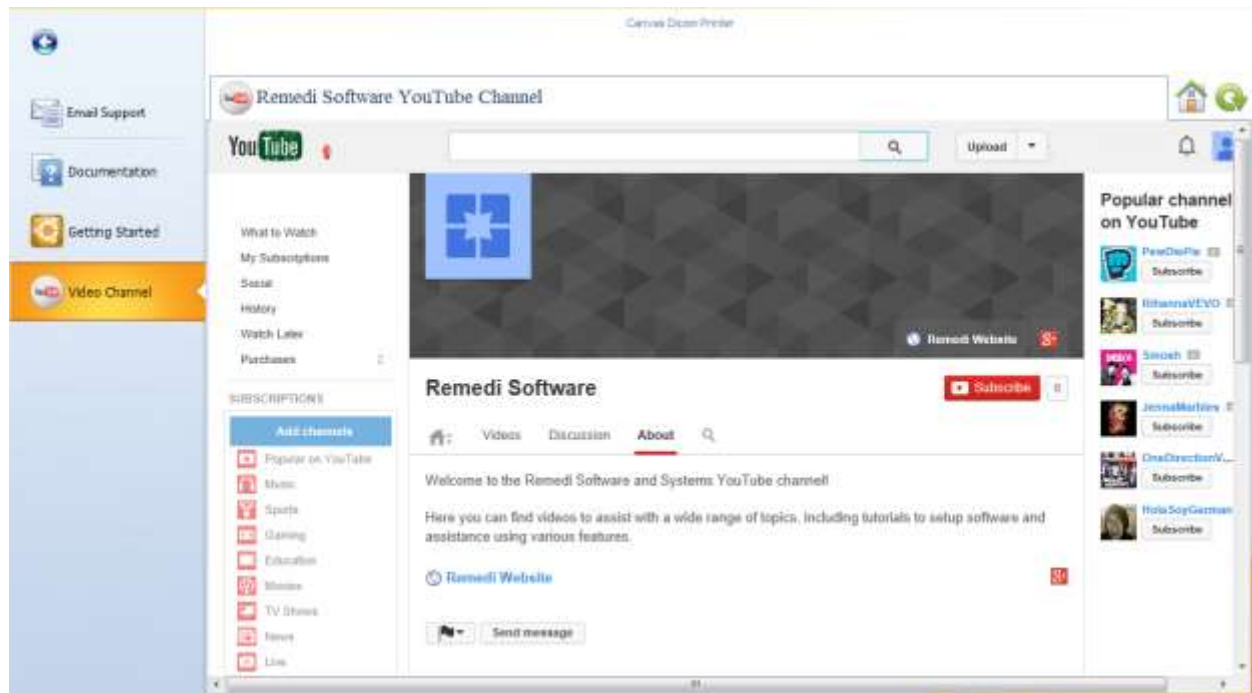 Canvas Dicom Printer
Email Support
Documentation
Getting Started
Video Channel
Remedi Software YouTube Channel
YouTube
Upload
What to Watch
My Subscriptions
Social
History
Watch Later
Purchases 2
SUBSCRIPTIONS
Add channels
Popular on YouTube
Music
Sports
Gaming
Education
Movies
TV Shows
News
Live
Remedi Website
Remedi Software
Subscribe 0
Videos Discussion About
Welcome to the Remedi Software and Systems YouTube channel!
Here you can find videos to assist with a wide range of topics, including tutorials to setup software and
assistance using various features.
Remedi Website
Send message
Popular channel
on YouTube
PewDiePie
Subscribe
RihannaVEVO
Subscribe
Smosh
Subscribe
JennaMarbles
Subscribe
OneDirectionV...
Subscribe
HolaSoyGerman
Subscribe